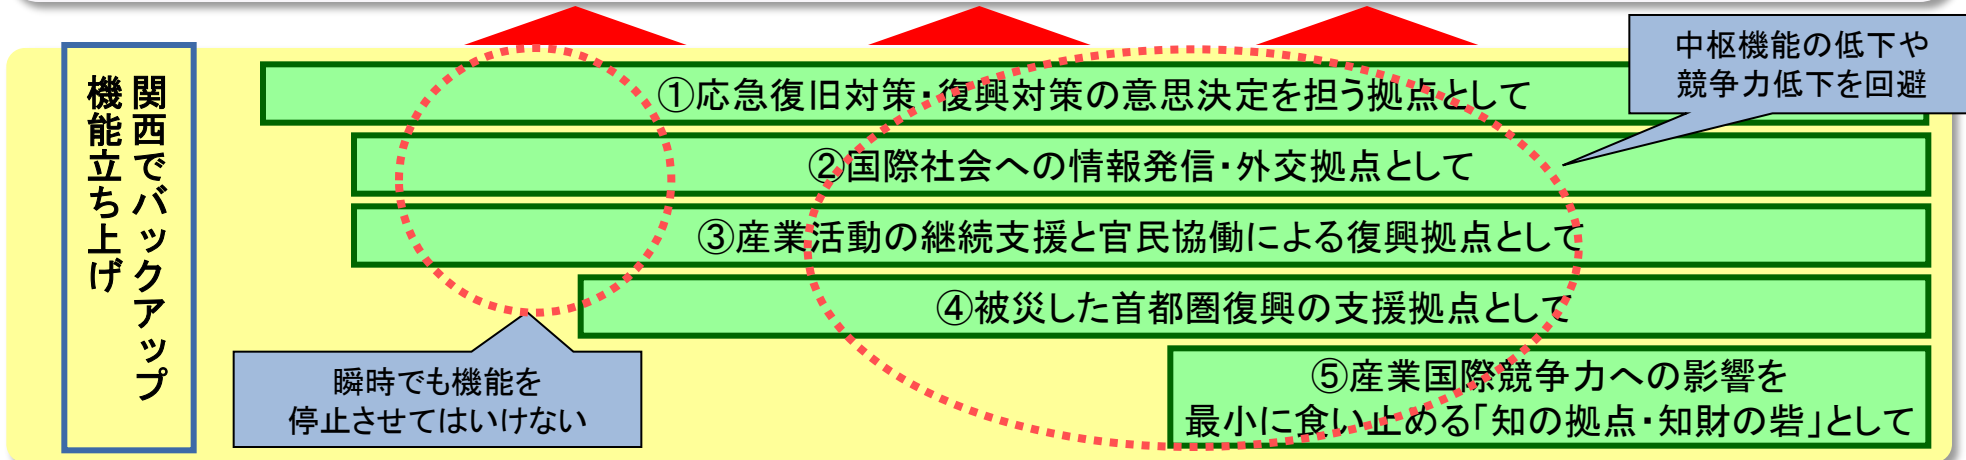 関西でバックアップ
機能立ち上げ
中枢機能の低下や
競争力低下を回避
①応急復旧対策・復興対策の意思決定を担う拠点として
②国際社会への情報発信・外交拠点として
③産業活動の継続支援と官民協働による復興拠点として
④被災した首都圏復興の支援拠点として
瞬時でも機能を
停止させてはいけない
⑤産業国際競争力への影響を
最小に食い止める「知の拠点・知財の砦」として